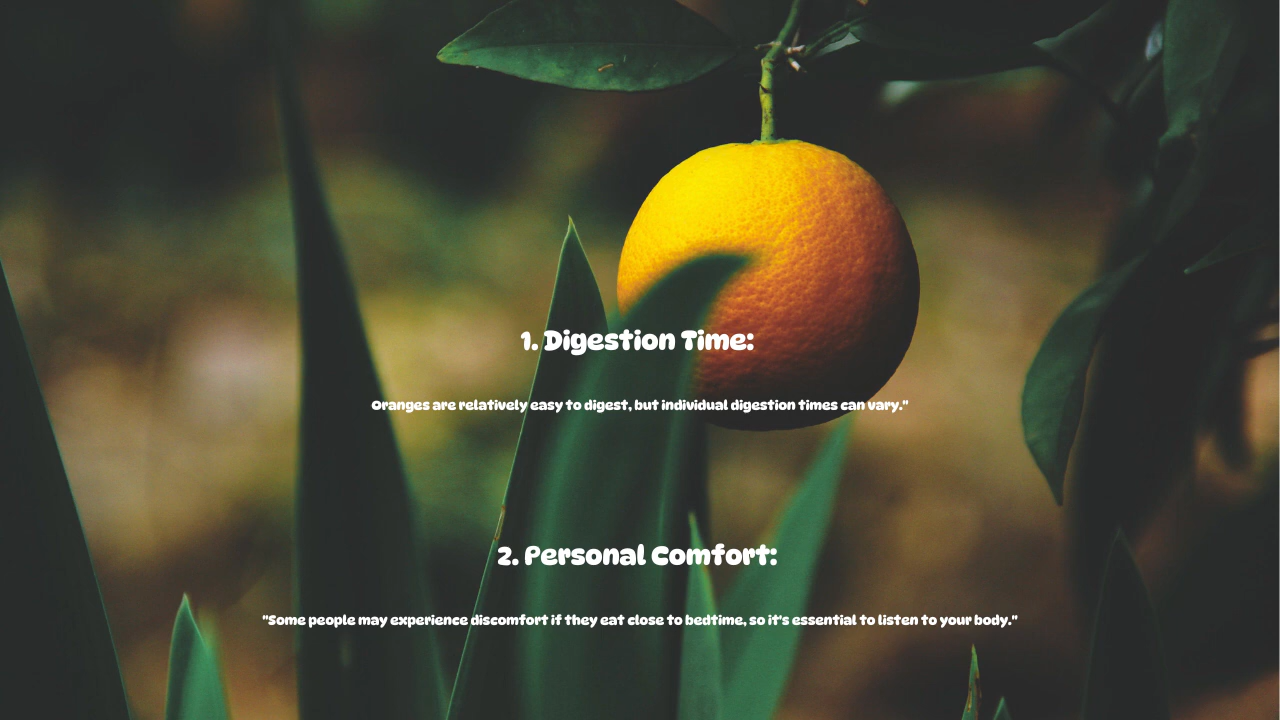 1. Digestion Time:
Oranges are relatively easy to digest, but individual digestion times can vary."
2. Personal Comfort:
"Some people may experience discomfort if they eat close to bedtime, so it's essential to listen to your body."